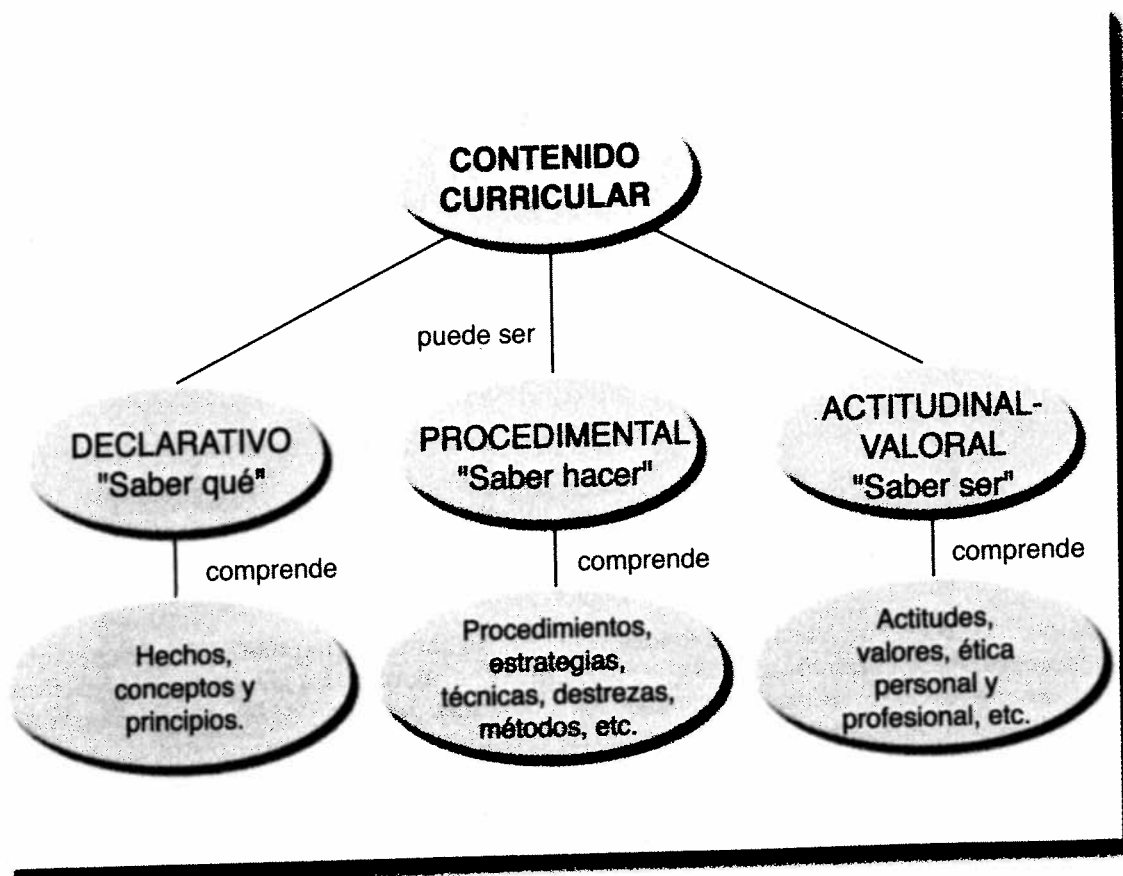 CONTENIDO
CURRICULAR
puede ser
DECLARATIVO
"Saber qué"
PROCEDIMENTAL
"Saber hacer"
ACTITUDINAL-
VALORAL
"Saber ser"
comprende
comprende
comprende
Hechos,
conceptos y
principios.
Procedimientos,
estrategias,
técnicas, destrezas,
métodos, etc.
Actitudes,
valores, ética
personal y
profesional, etc.